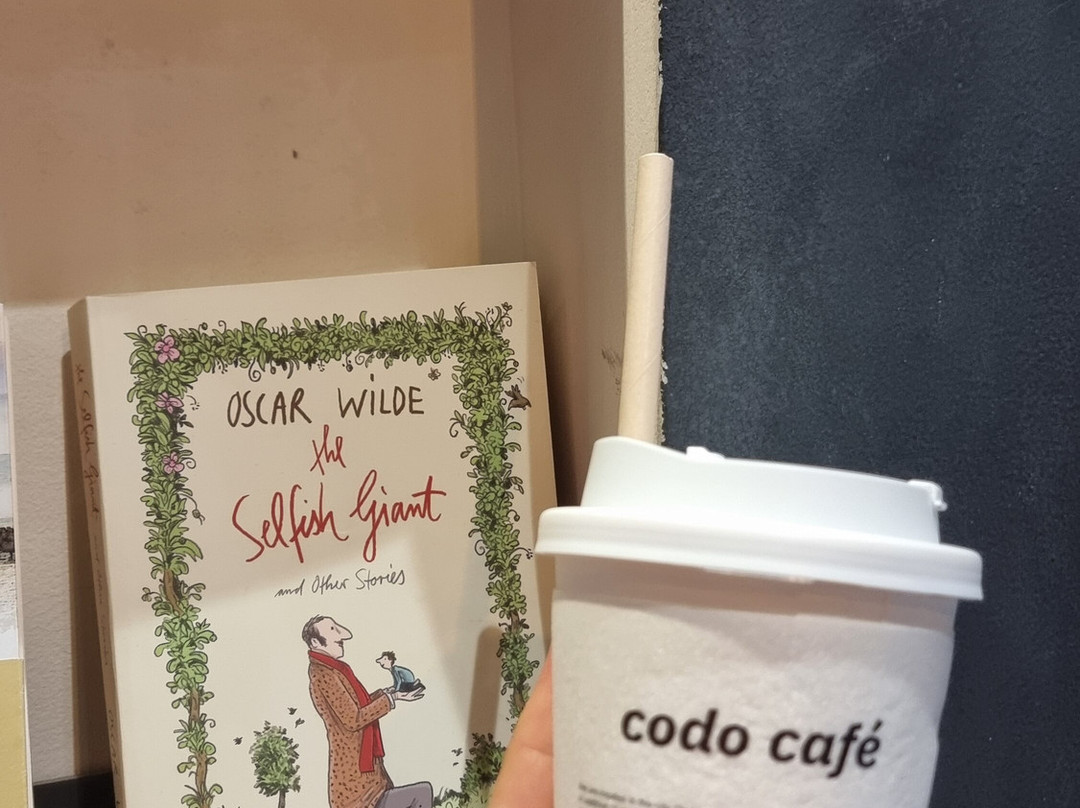 OSCAR WILDE
the
Selfish Giant
and Other Stories
codo café